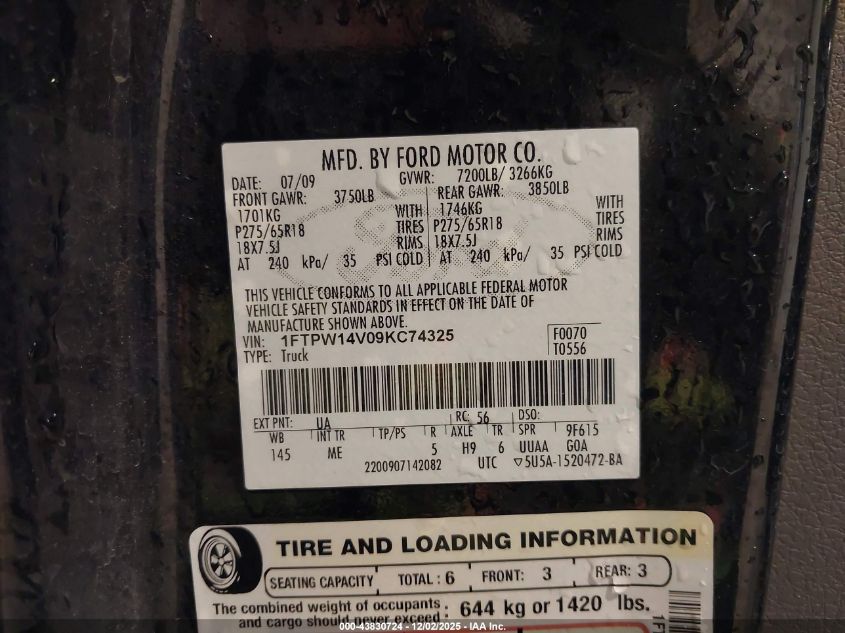 MFD. BY FORD MOTOR CO.
DATE: 07/09 GVWR: 7200LB/ 3266KG
FRONT GAWR: 3750LB REAR GAWR: 3850LB
1701KG WITH 1746KG WITH
P275/65R18 TIRES P275/65R18 TIRES
18X7.5J RIMS 18X7.5J RIMS
AT 240 kPa/ 35 PSI COLD AT 240 kPa/ 35 PSI COLD
THIS VEHICLE CONFORMS TO ALL APPLICABLE FEDERAL MOTOR
VEHICLE SAFETY STANDARDS IN EFFECT ON THE DATE OF
MANUFACTURE SHOWN ABOVE.
VIN: 1FTPW14V09KC74325 F0070
TYPE: Truck T0556
EXT PNT: UA RC: 56 DSO:
WB INT TR TP/PS R AXLE TR SPR 9F615
145 ME 5 H9 6 UUAA GOA
2200907142082 UTC ▽5U5A-1520472-BA
TIRE AND LOADING INFORMATION
SEATING CAPACITY TOTAL : 6 FRONT: 3 REAR: 3
The combined weight of occupants : 644 kg or 1420 lbs.
and cargo should never exceed
000-43830724 - 12/02/2025 - IAA LLC